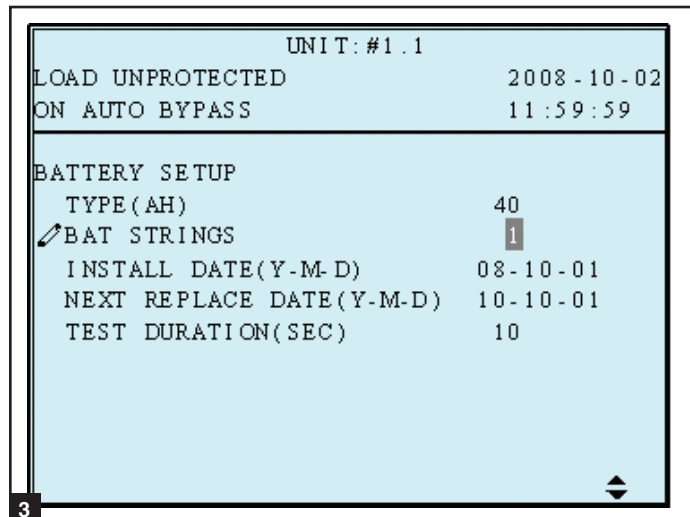 UNIT:#1.1
LOAD UNPROTECTED 2008-10-02
ON AUTO BYPASS 11:59:59
BATTERY SETUP
TYPE(AH) 40
BAT STRINGS 1
INSTALL DATE(Y-M-D) 08-10-01
NEXT REPLACE DATE(Y-M-D) 10-10-01
TEST DURATION(SEC) 10
3